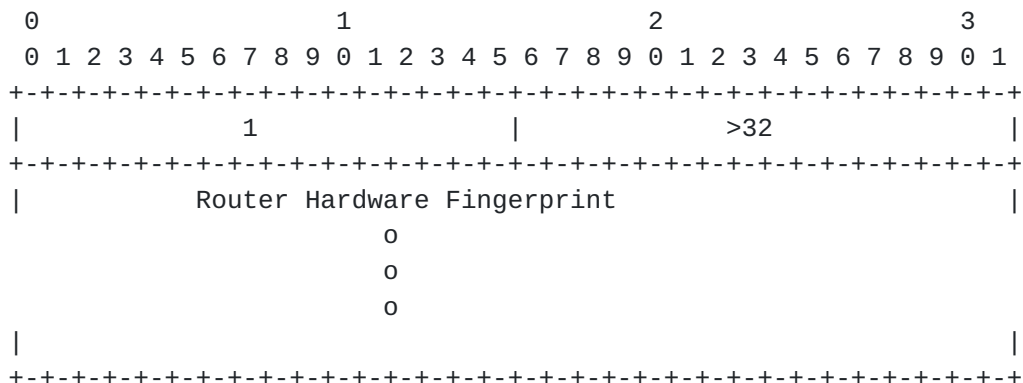 0                   1                   2                   3
 0 1 2 3 4 5 6 7 8 9 0 1 2 3 4 5 6 7 8 9 0 1 2 3 4 5 6 7 8 9 0 1
+-+-+-+-+-+-+-+-+-+-+-+-+-+-+-+-+-+-+-+-+-+-+-+-+-+-+-+-+-+-+-+-+
|              1                |             >32               |
+-+-+-+-+-+-+-+-+-+-+-+-+-+-+-+-+-+-+-+-+-+-+-+-+-+-+-+-+-+-+-+-+
|           Router Hardware Fingerprint                         |
                        o
                        o
                        o
|                                                               |
+-+-+-+-+-+-+-+-+-+-+-+-+-+-+-+-+-+-+-+-+-+-+-+-+-+-+-+-+-+-+-+-+